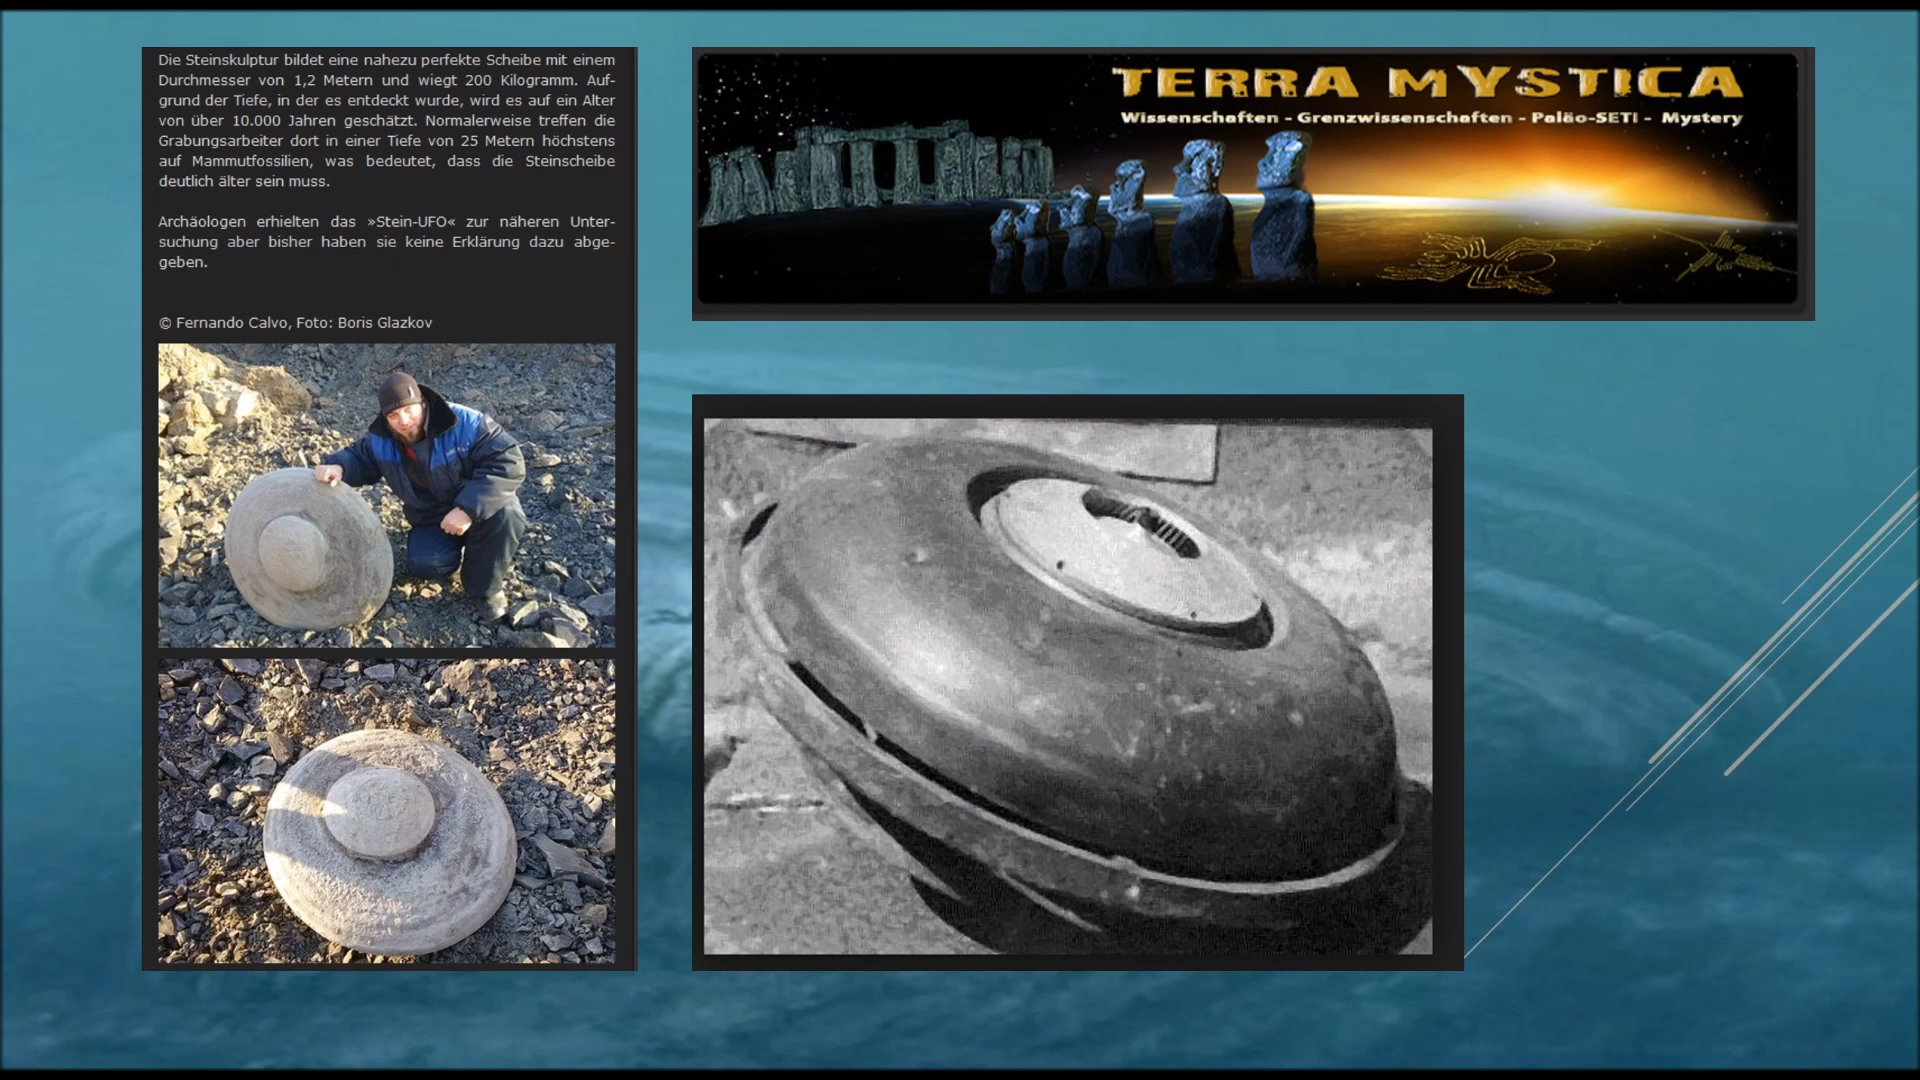 Die Steinskulptur bildet eine nahezu perfekte Scheibe mit einem
Durchmesser von 1,2 Metern und wiegt 200 Kilogramm. Auf-
grund der Tiefe, in der es entdeckt wurde, wird es auf ein Alter
von über 10.000 Jahren geschätzt. Normalerweise treffen die
Grabungsarbeiter dort in einer Tiefe von 25 Metern höchstens
auf Mammutfossilien, was bedeutet, dass die Steinscheibe
deutlich älter sein muss.
Archäologen erhielten das »Stein-UFO« zur näheren Unter-
suchung aber bisher haben sie keine Erklärung dazu abge-
geben.
© Fernando Calvo, Foto: Boris Glazkov
TERRA MYSTICA
Wissenschaften - Grenzwissenschaften - Paläo-SETI - Mystery